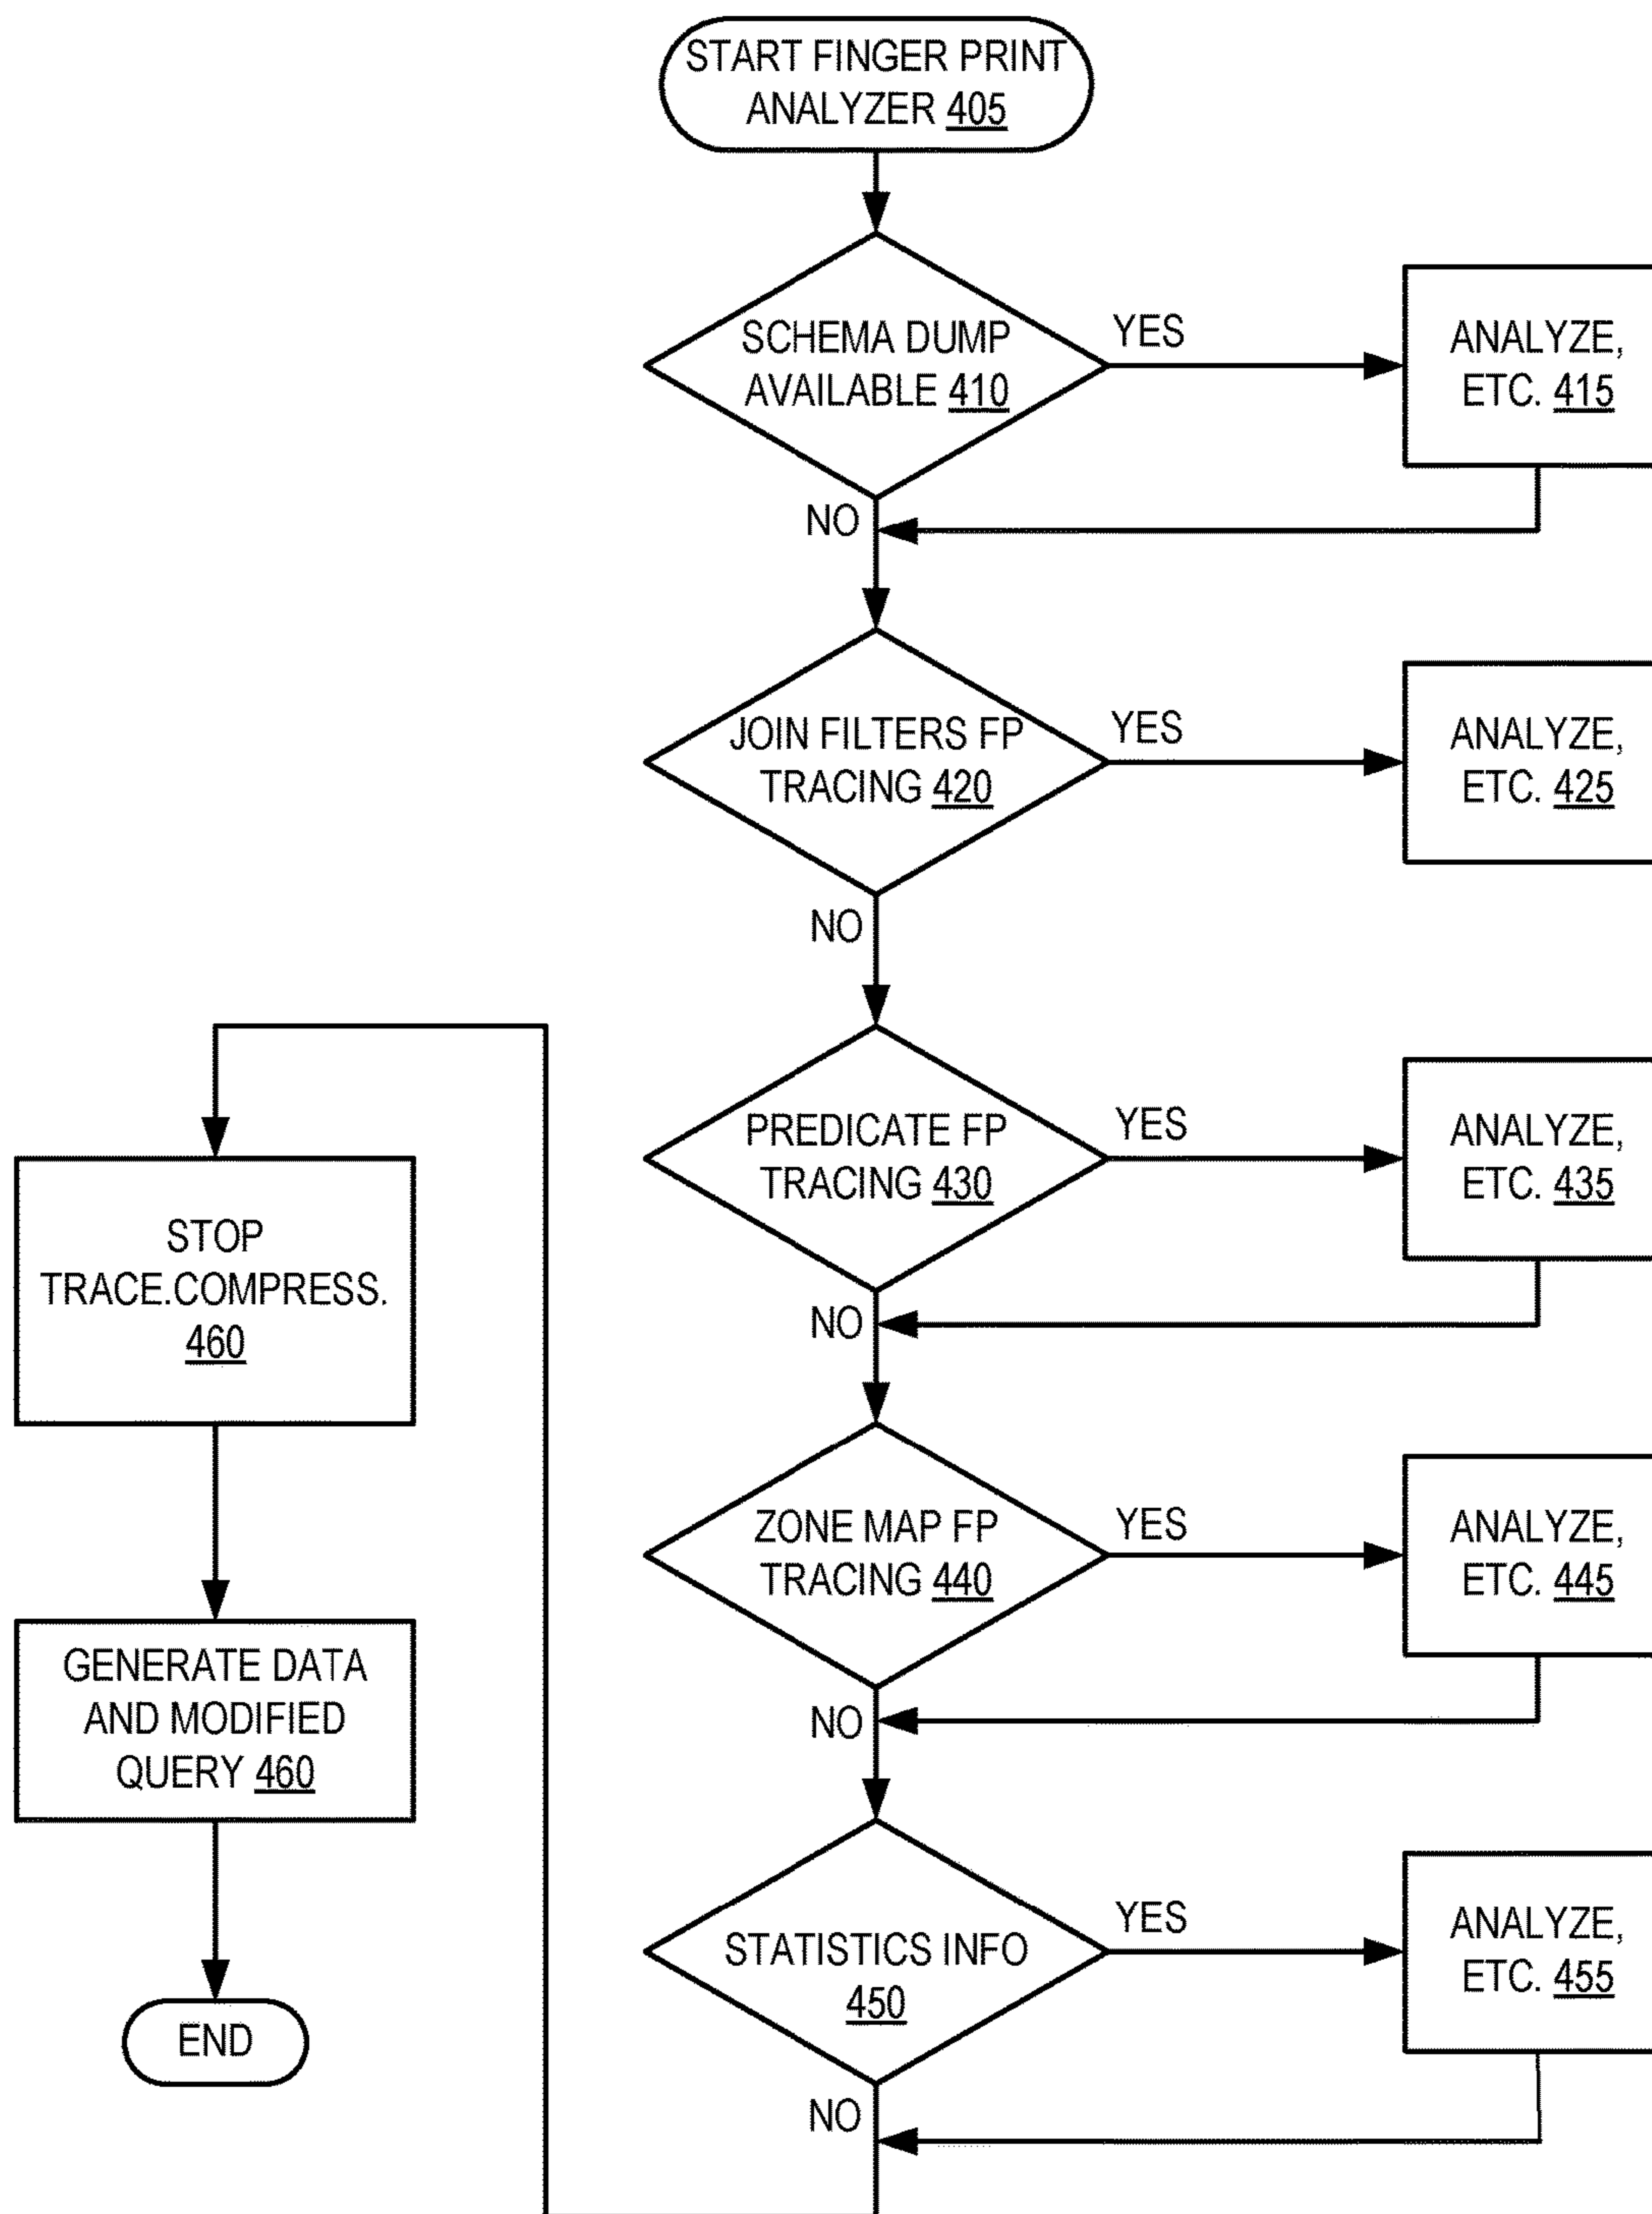 START FINGER PRINT
ANALYZER 405
SCHEMA DUMP
AVAILABLE 410
YES
ANALYZE,
ETC. 415
NO
JOIN FILTERS FP
TRACING 420
YES
ANALYZE,
ETC. 425
NO
PREDICATE FP
TRACING 430
YES
ANALYZE,
ETC. 435
NO
ZONE MAP FP
TRACING 440
YES
ANALYZE,
ETC. 445
NO
STATISTICS INFO
450
YES
ANALYZE,
ETC. 455
NO
STOP
TRACE.COMPRESS.
460
GENERATE DATA
AND MODIFIED
QUERY 460
END